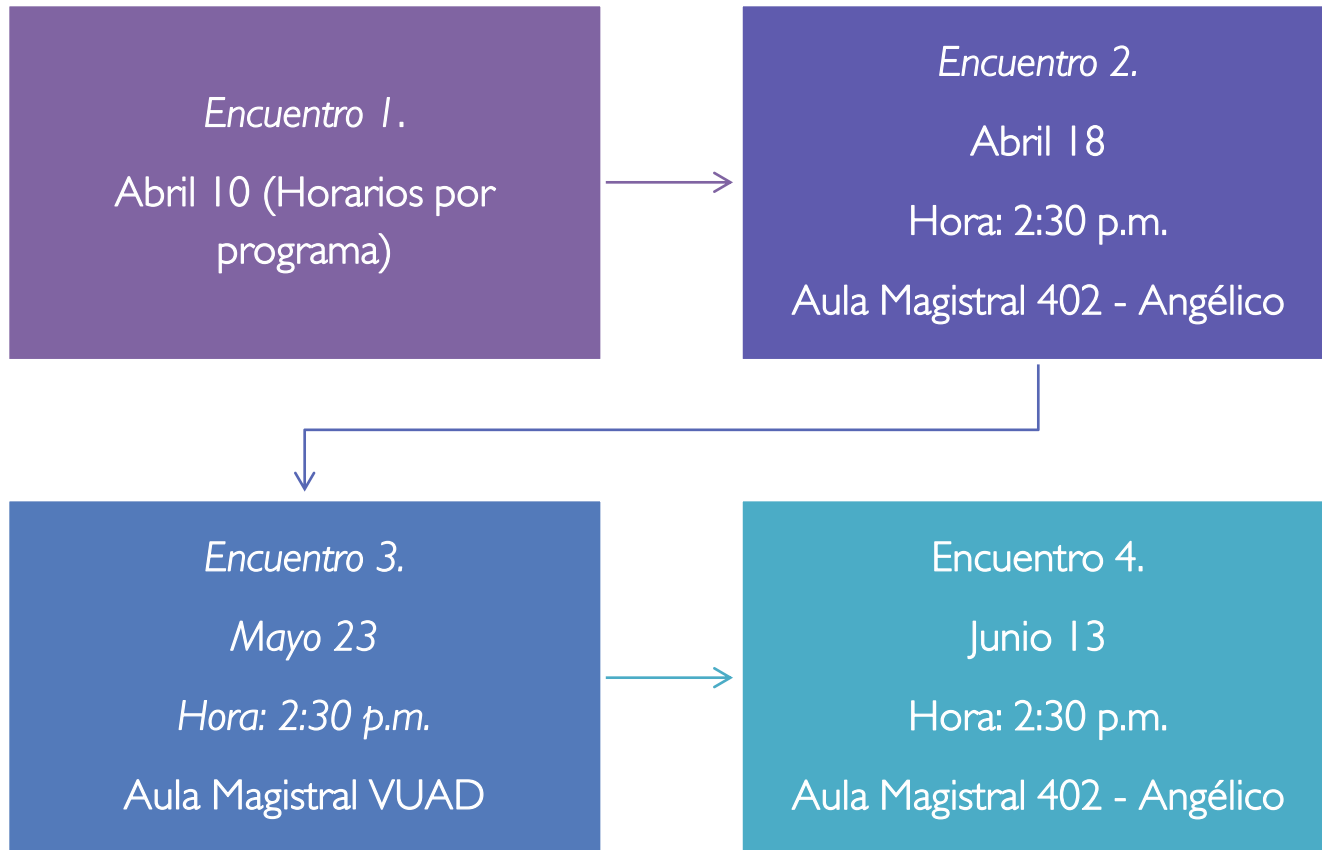 Encuentro 1.
Abril 10 (Horarios por
programa)
Encuentro 2.
Abril 18
Hora: 2:30 p.m.
Aula Magistral 402 - Angélico
Encuentro 3.
Mayo 23
Hora: 2:30 p.m.
Aula Magistral VUAD
Encuentro 4.
Junio 13
Hora: 2:30 p.m.
Aula Magistral 402 - Angélico